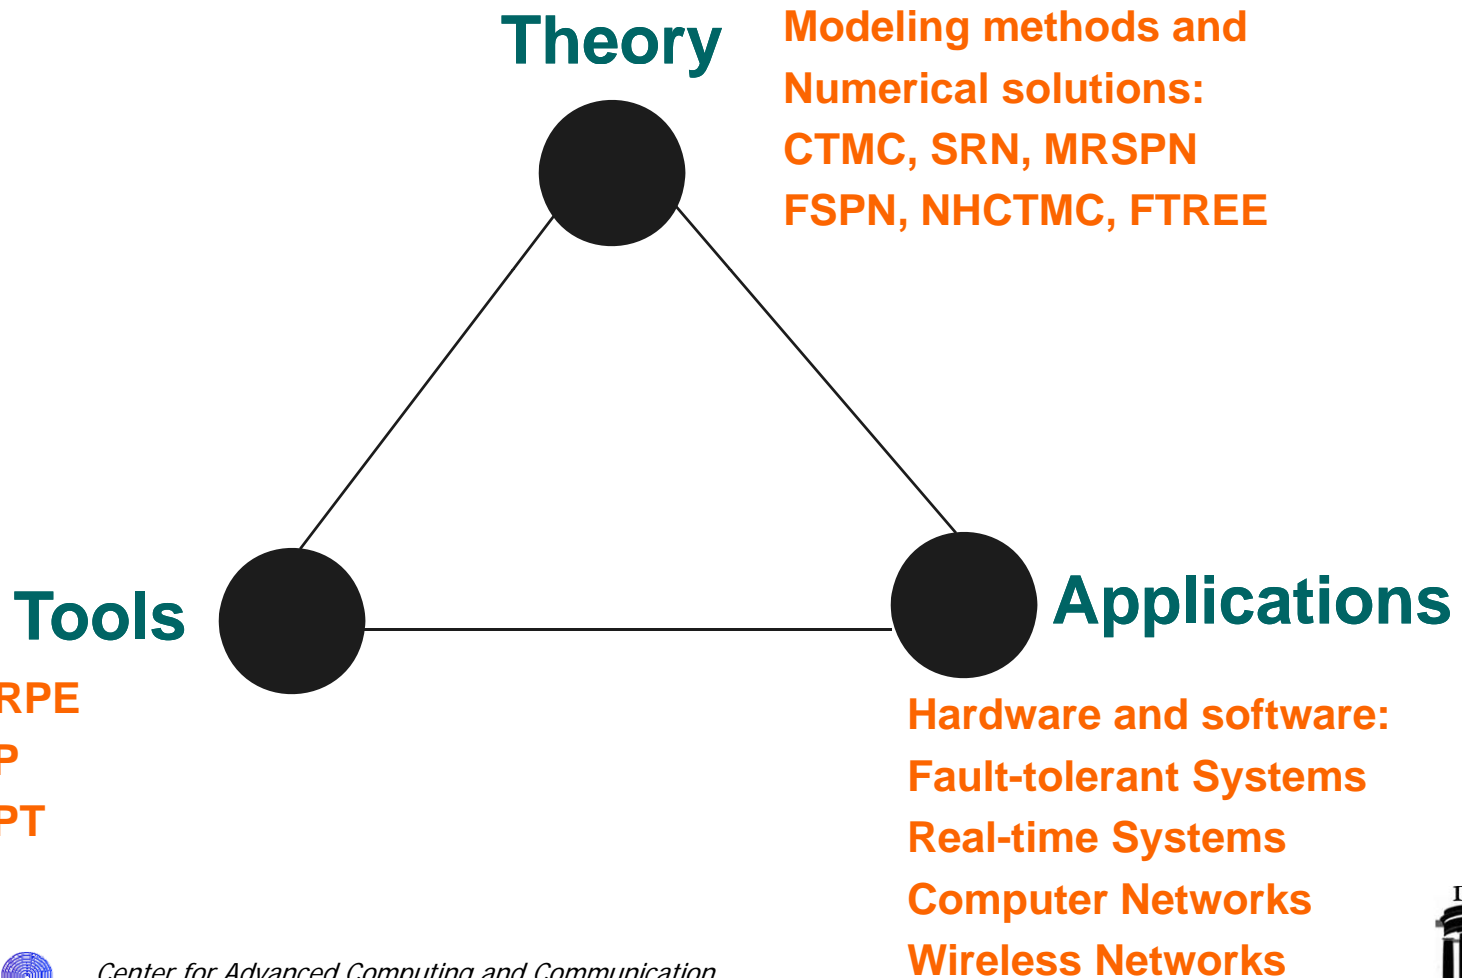 Theory
Modeling methods and
Numerical solutions:
CTMC, SRN, MRSPN
FSPN, NHCTMC, FTREE
Tools
RPE
P
PT
Applications
Hardware and software:
Fault-tolerant Systems
Real-time Systems
Computer Networks
Wireless Networks
Center for Advanced Computing and Communication